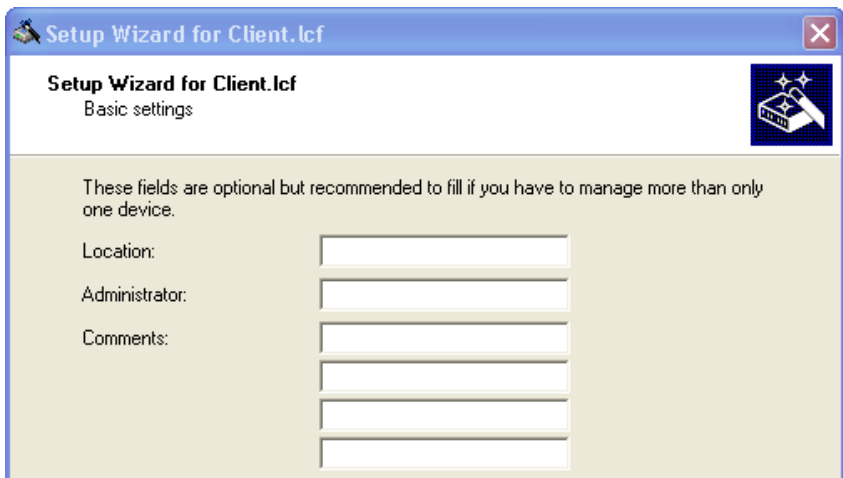 Setup Wizard for Client.lcf
Setup Wizard for Client.lcf
Basic settings
These fields are optional but recommended to fill if you have to manage more than only
one device.
Location:
Administrator:
Comments: